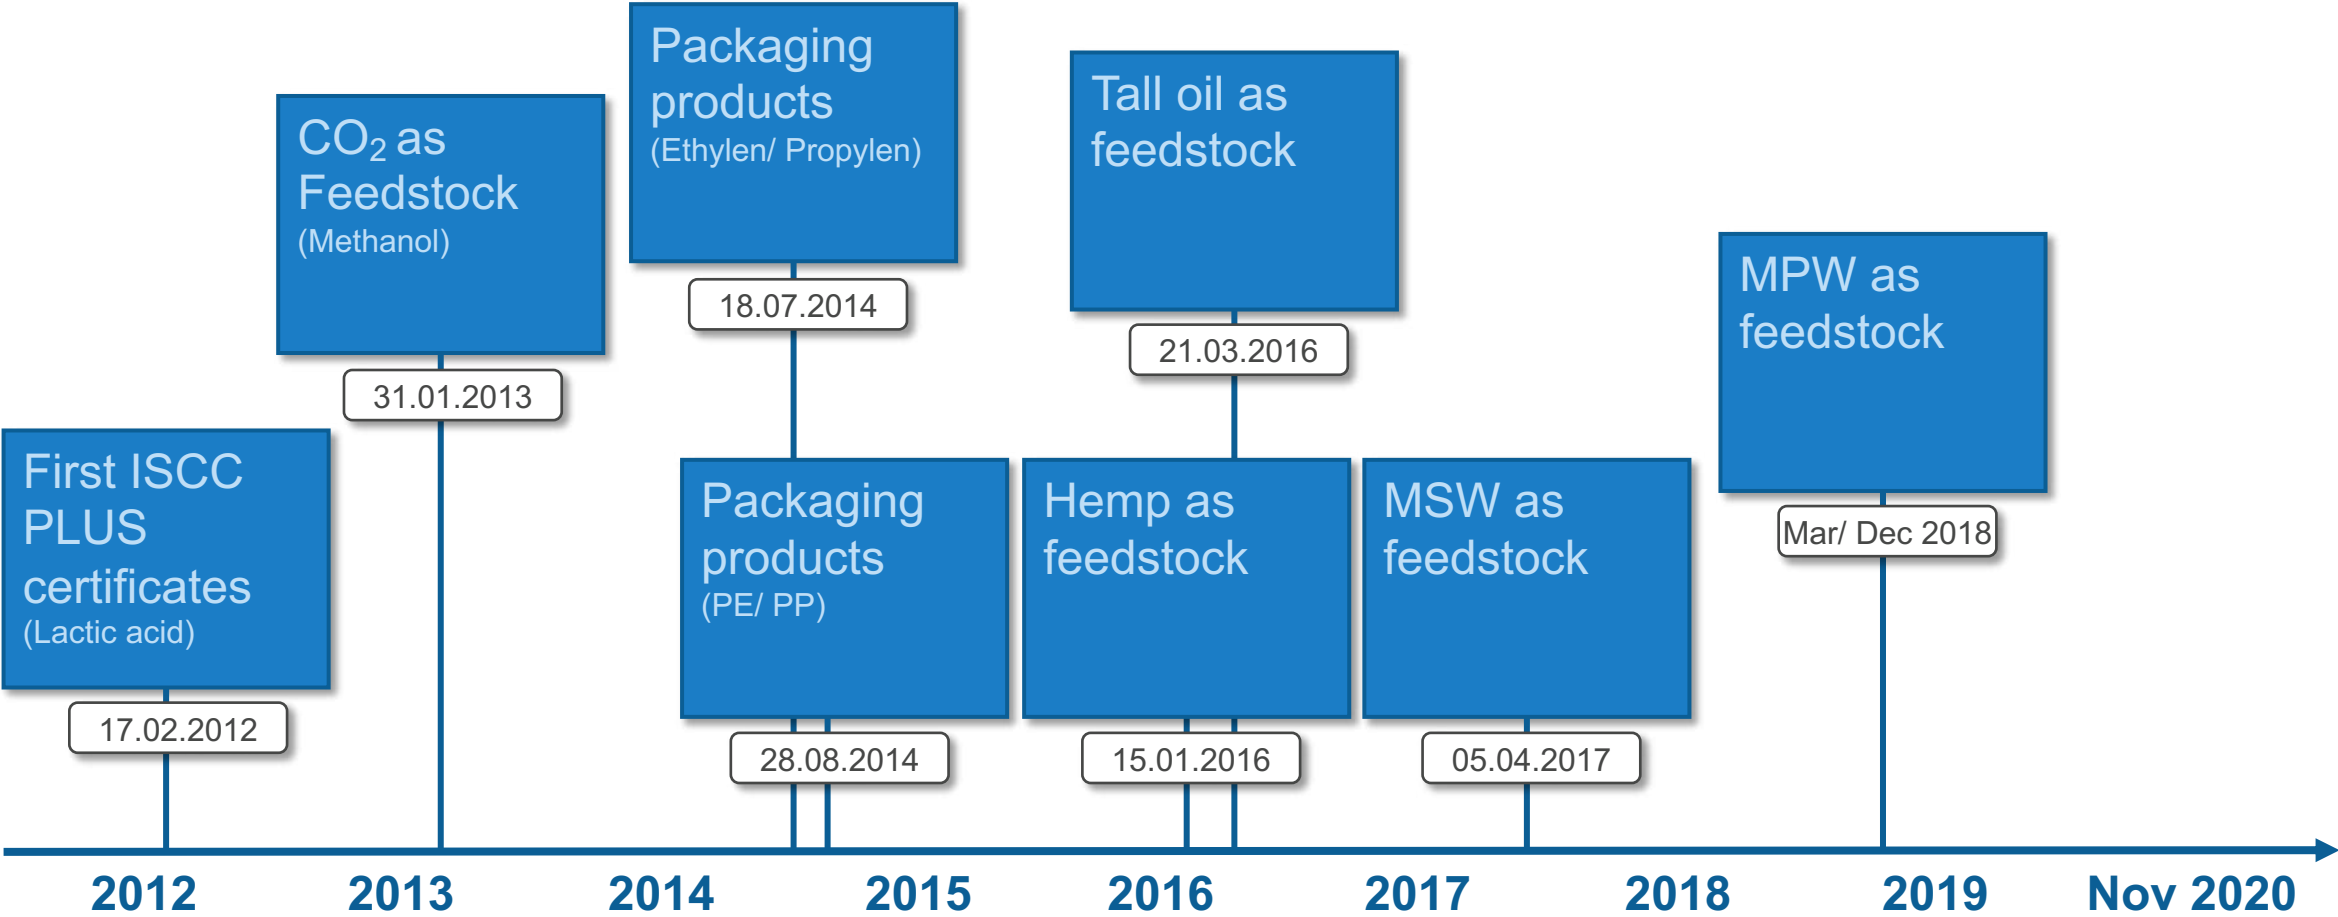 Packaging
products
(Ethylen/ Propylen)
18.07.2014
Tall oil as
feedstock
21.03.2016
CO₂ as
Feedstock
(Methanol)
31.01.2013
MPW as
feedstock
Mar/ Dec 2018
First ISCC
PLUS
certificates
(Lactic acid)
17.02.2012
Packaging
products
(PE/ PP)
28.08.2014
Hemp as
feedstock
15.01.2016
MSW as
feedstock
05.04.2017
2012 2013 2014 2015 2016 2017 2018 2019 Nov 2020